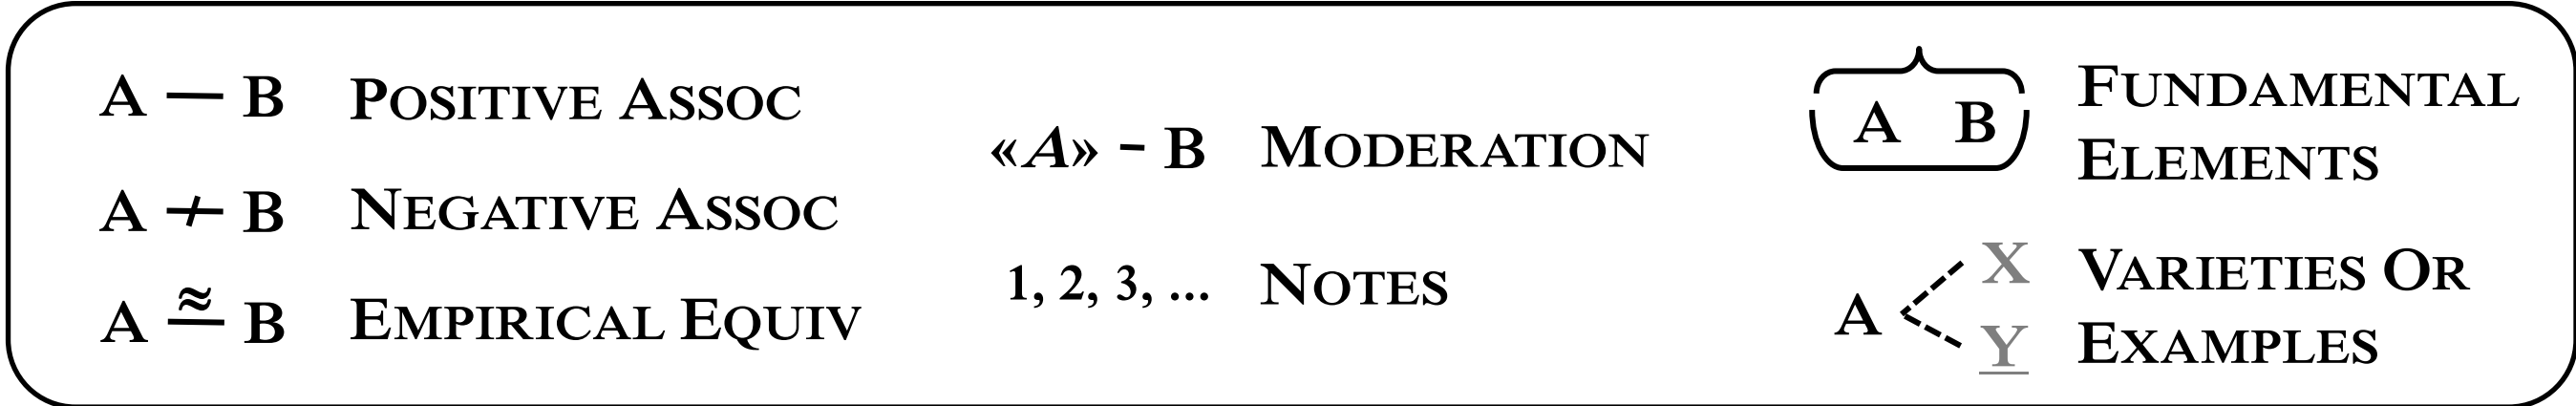 A — B POSITIVE ASSOC
A ⌿ B NEGATIVE ASSOC
A ≈ B EMPIRICAL EQUIV
«A» - B MODERATION
1, 2, 3, ... NOTES
A B FUNDAMENTAL
ELEMENTS
A X Y VARIETIES OR
EXAMPLES